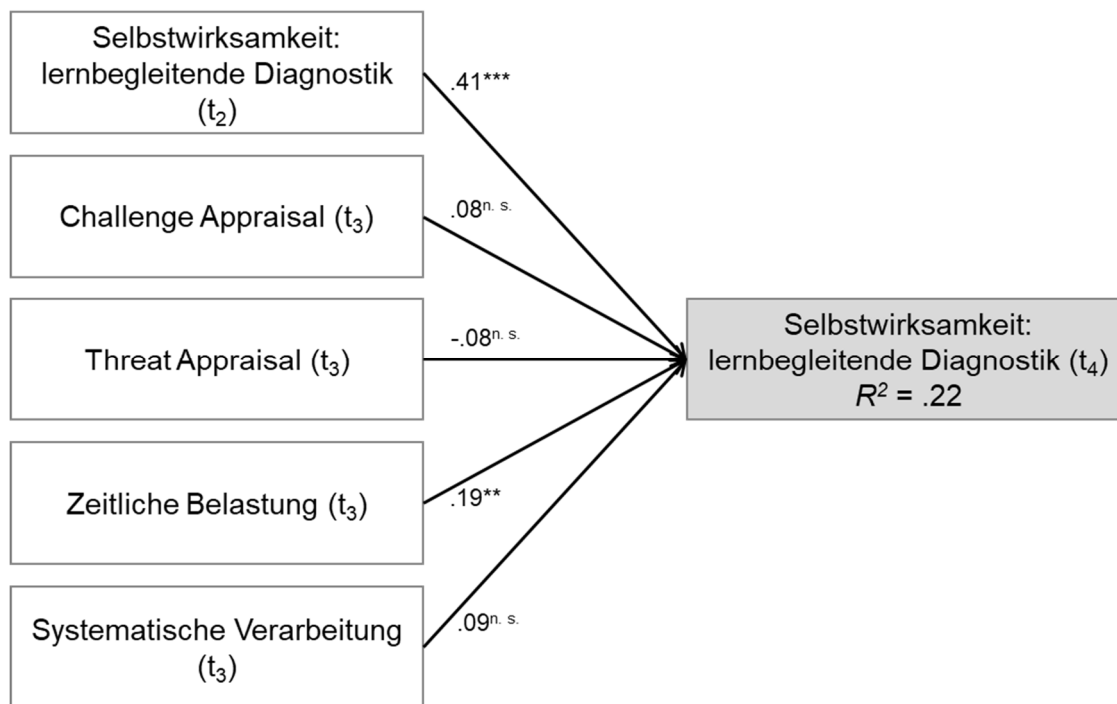 Selbstwirksamkeit:
lernbegleitende Diagnostik
(t₂)
.41***
Challenge Appraisal (t₃)
.08ⁿ· ˢ·
Threat Appraisal (t₃)
-.08ⁿ· ˢ·
Selbstwirksamkeit:
lernbegleitende Diagnostik (t₄)
R² = .22
Zeitliche Belastung (t₃)
.19**
Systematische Verarbeitung
(t₃)
.09ⁿ· ˢ·